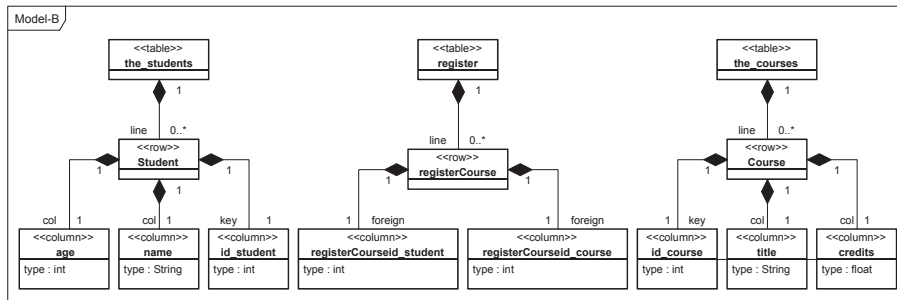 Model-B
<<table>>
the_students
1
line 0..*
<<row>>
Student
1 1 1
col 1
col 1
key 1
<<column>>
age
type : int
<<column>>
name
type : String
<<column>>
id_student
type : int
<<table>>
register
1
line 0..*
<<row>>
registerCourse
1 1
1 foreign
1 foreign
<<column>>
registerCourseid_student
type : int
<<column>>
registerCourseid_course
type : int
<<table>>
the_courses
1
line 0..*
<<row>>
Course
1 1 1
1 key
col 1
col 1
<<column>>
id_course
type : int
<<column>>
title
type : String
<<column>>
credits
type : float